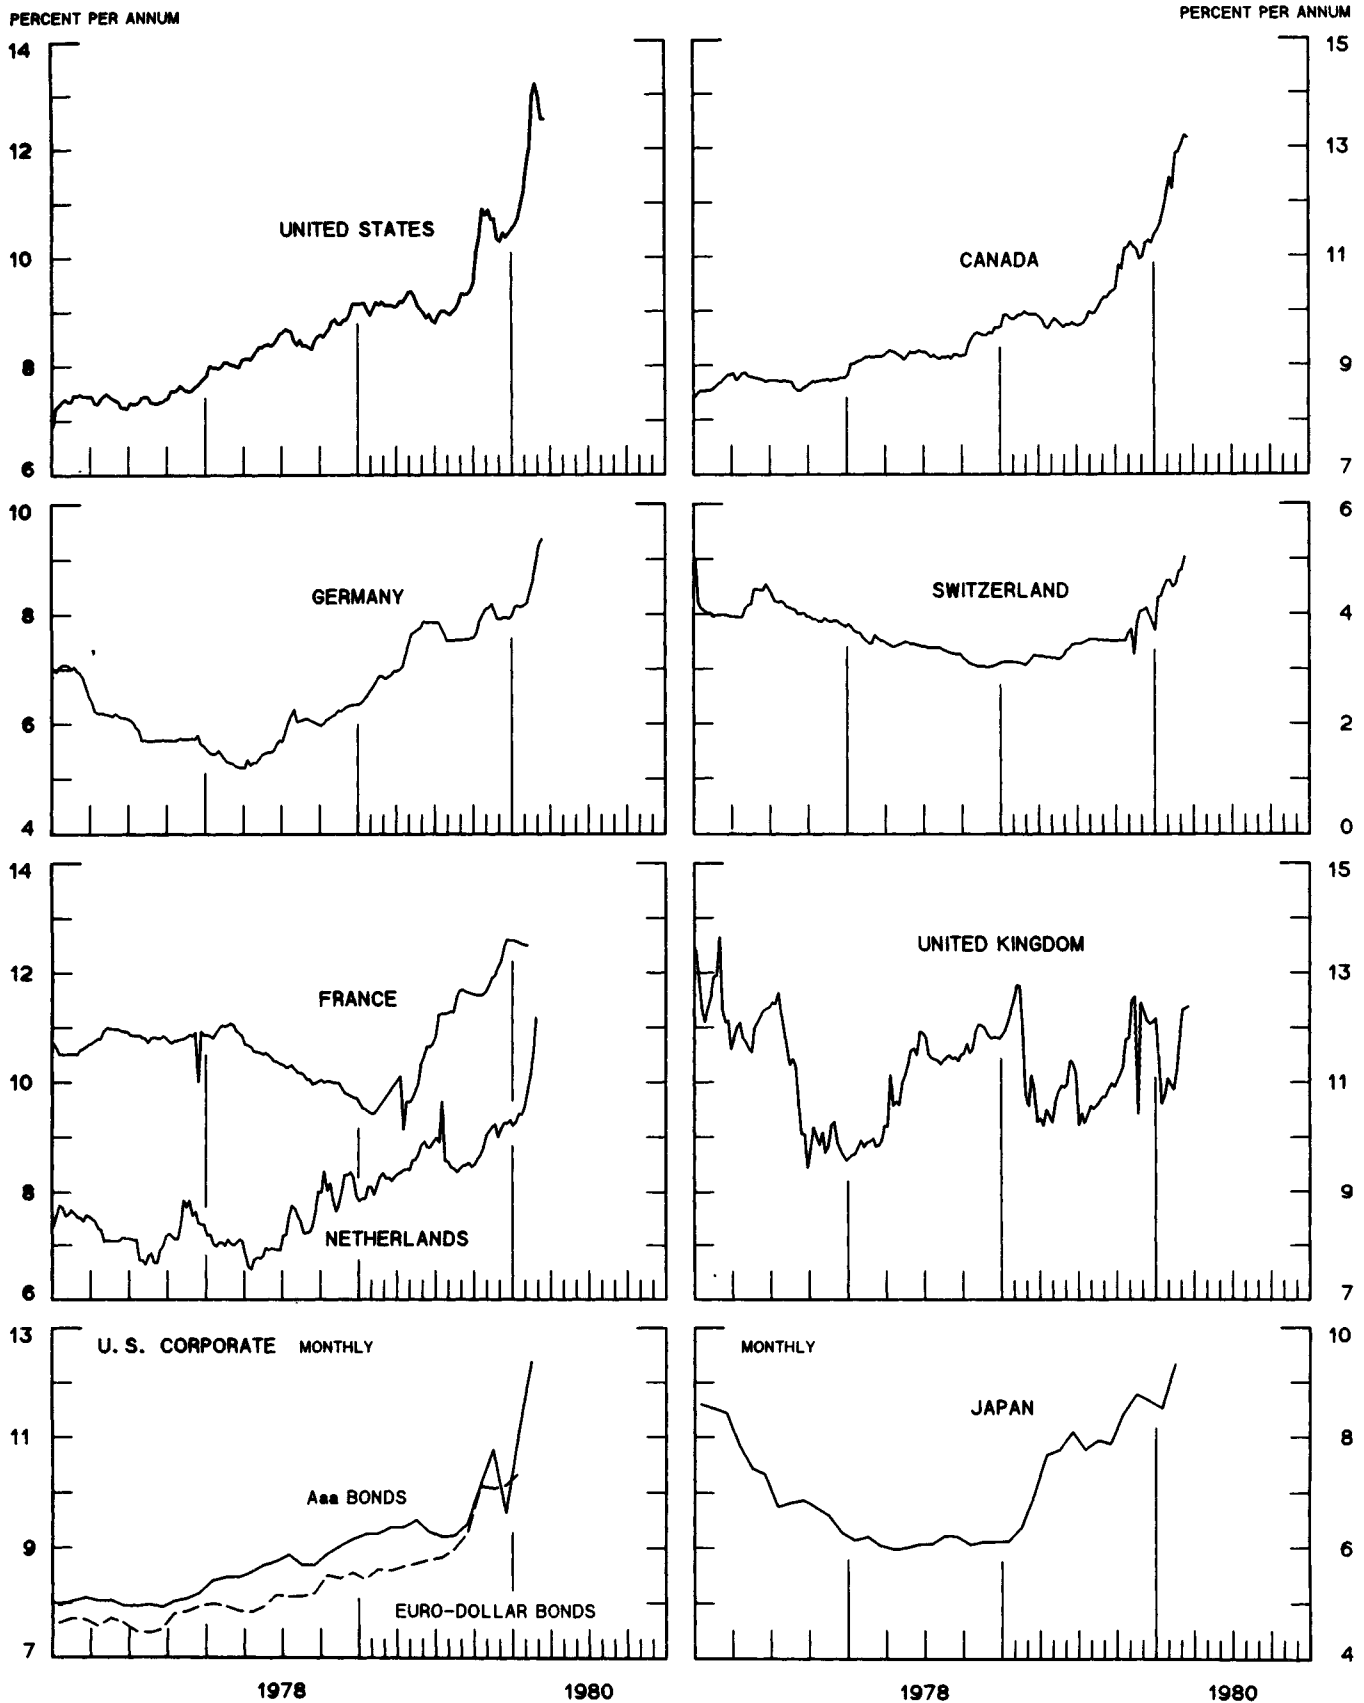 PERCENT PER ANNUM
PERCENT PER ANNUM
14
12
10
8
6
UNITED STATES
15
13
11
9
7
CANADA
10
8
6
4
GERMANY
6
4
2
0
SWITZERLAND
14
12
10
8
6
FRANCE
NETHERLANDS
15
13
11
9
7
UNITED KINGDOM
13
11
9
7
U. S. CORPORATE MONTHLY
Aaa BONDS
EURO-DOLLAR BONDS
10
8
6
4
MONTHLY
JAPAN
1978 1980
1978 1980